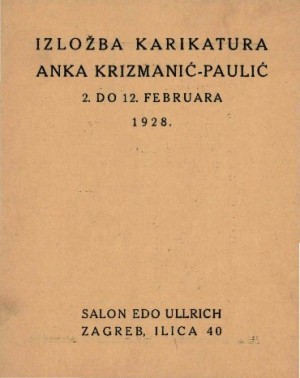 IZLOŽBA KARIKATURA
ANKA KRIZMANIĆ-PAULIĆ
2. DO 12. FEBRUARA
1928.
SALON EDO ULLRICH
ZAGREB, ILICA 40